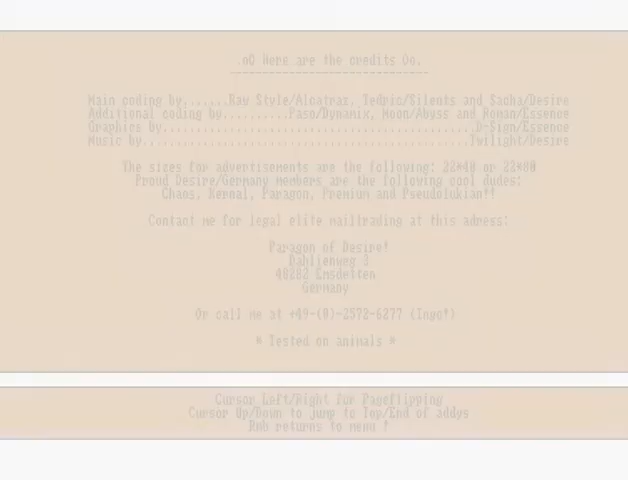 .oO Here are the credits Oo.
-----------------------------
Main coding by.......Raw Style/Alcatraz, Tedric/Silents and Sadha/Desire
Additional coding by..........Faso/Dynamix, Moon/Abyss and Roman/Essence
Graphics by...............................................D-Sign/Essence
Music by.................................................Twilight/Desire
The sizes for advertisements are the following: 22*40 or 22*80
Proud Desire/Germany members are the following cool dudes:
Chaos, Kernal, Paragon, Premium and Pseudolukian!!
Contact me for legal elite mailtrading at this adress:
Paragon of Desire!
Dahlienweg 3
48282 Emsdetten
Germany
Or call me at +49-(0)-2572-6277 (Ingo!)
* Tested on animals *
Cursor Left/Right for Pageflipping
Cursor Up/Down to jump to Top/End of addys
Rmb returns to menu !